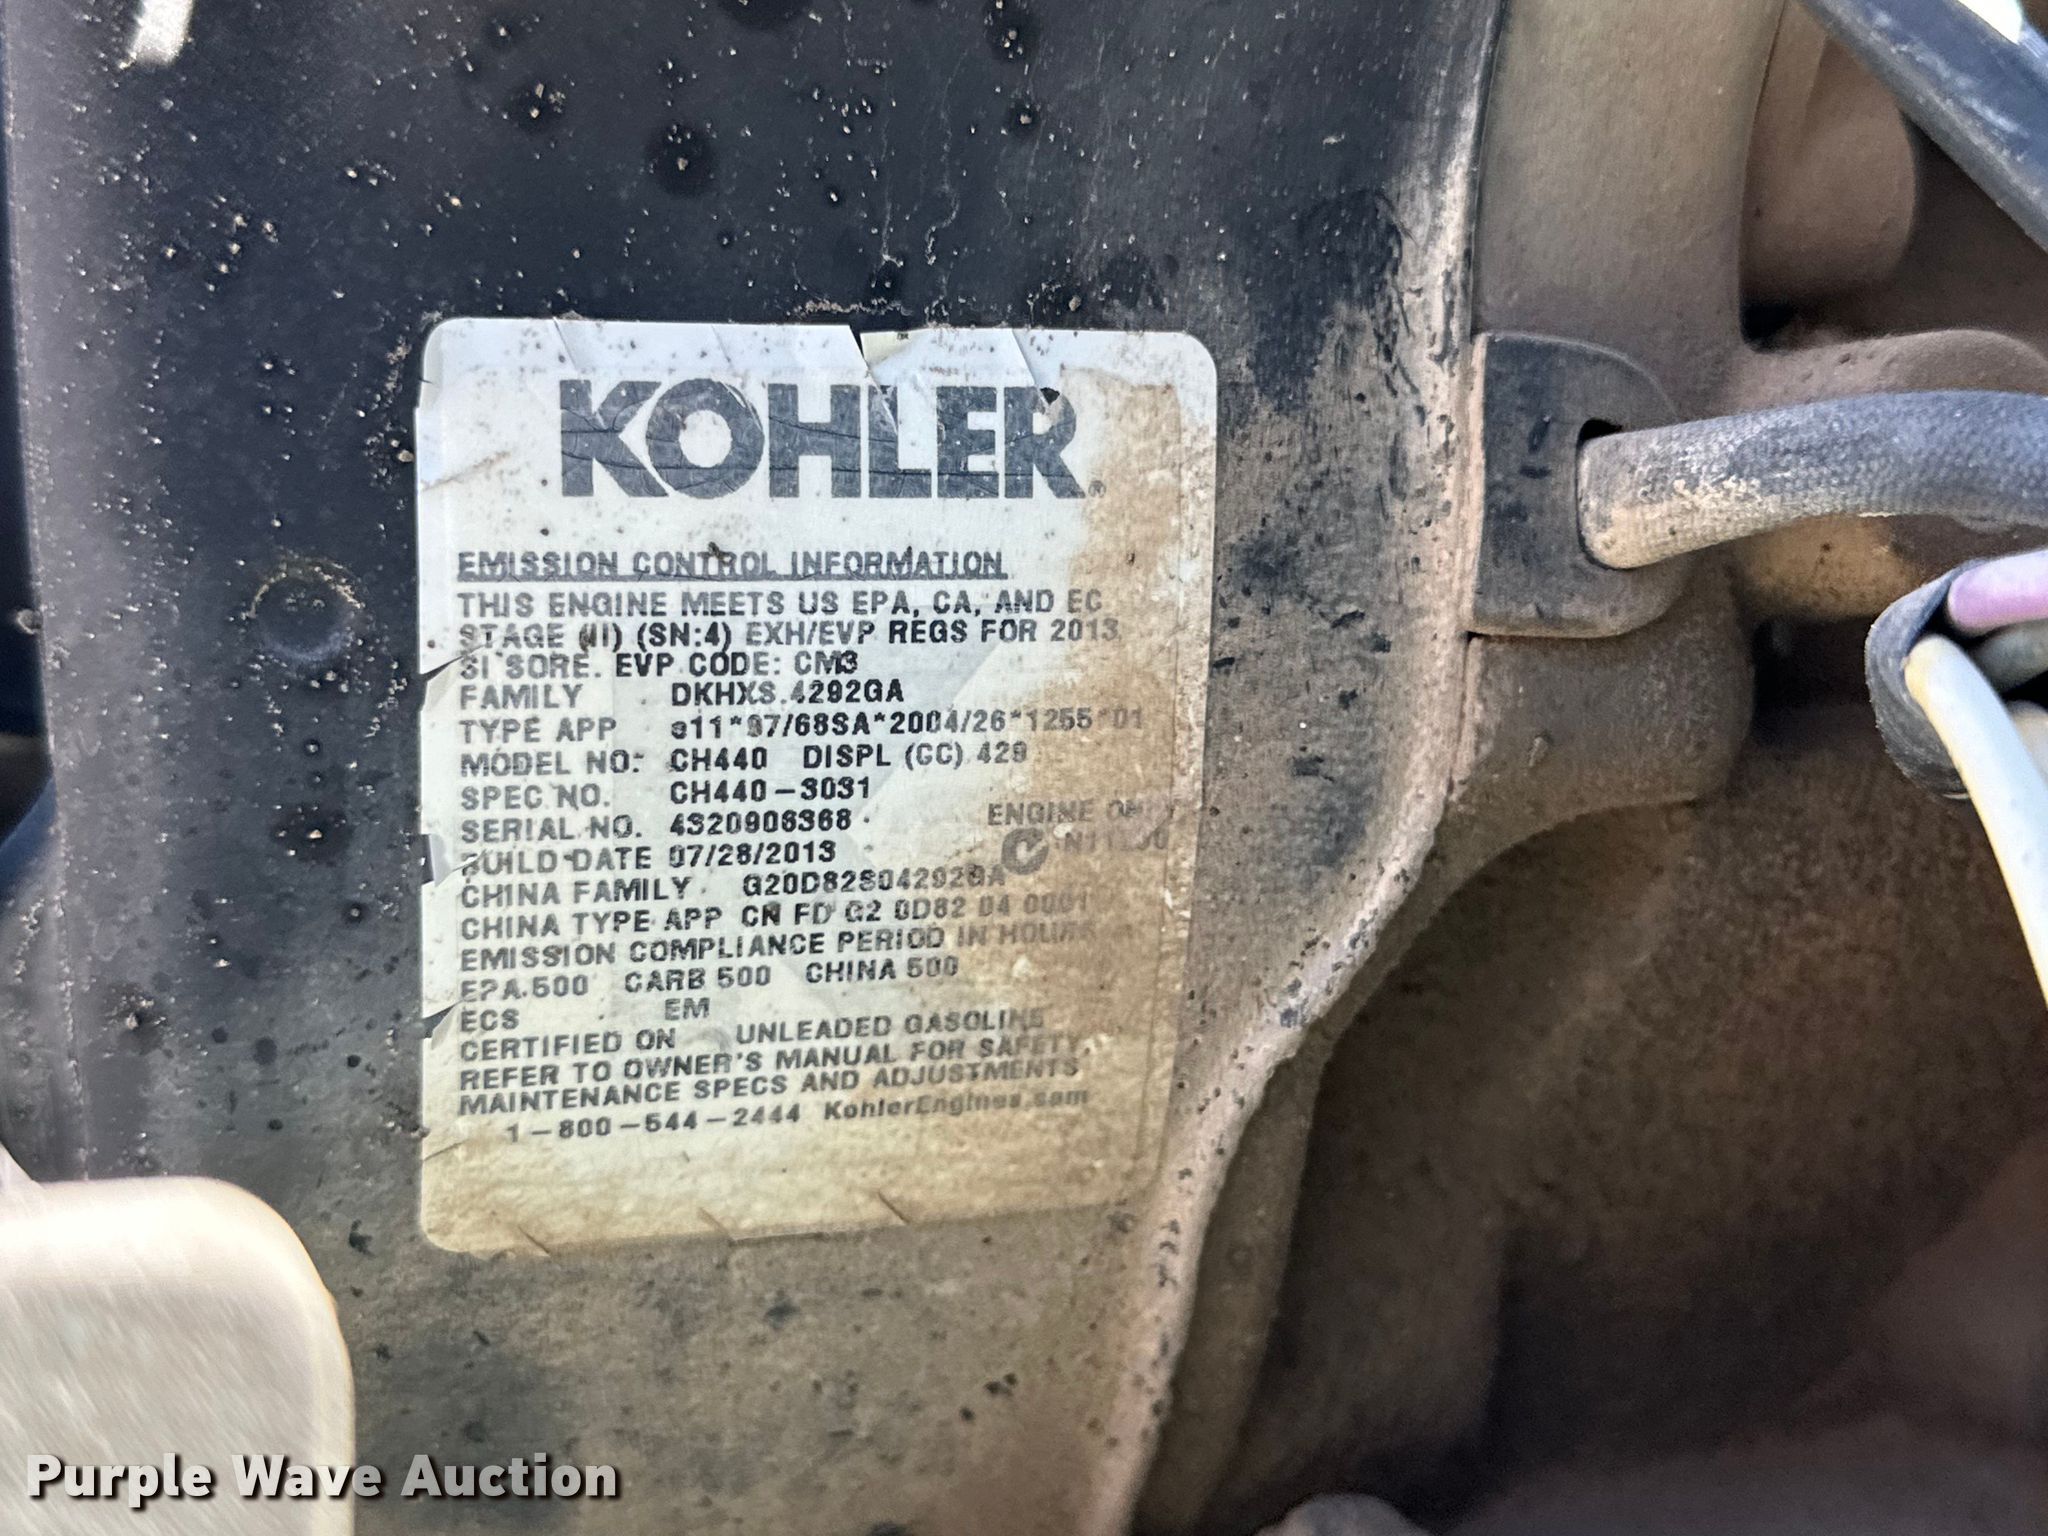 KOHLER®
EMISSION CONTROL INFORMATION
THIS ENGINE MEETS US EPA, CA, AND EC
STAGE (II) (SN:4) EXH/EVP REGS FOR 2013
SI SORE. EVP CODE: CM3
FAMILY DKHXS.4292GA
TYPE APP e11*97/68SA*2004/26*1255*01
MODEL NO. CH440 DISPL (CC) 429
SPEC NO. CH440-3031
SERIAL NO. 4320906368
ENGINE
BUILD DATE 07/28/2013
CHINA FAMILY G20D82S04292GA
CHINA TYPE APP CN FD G2 0D82 04 0001
EMISSION COMPLIANCE PERIOD IN HOURS
EPA 500 CARB 500 CHINA 500
ECS EM
CERTIFIED ON UNLEADED GASOLINE
REFER TO OWNER'S MANUAL FOR SAFETY,
MAINTENANCE SPECS AND ADJUSTMENTS
1-800-544-2444 KohlerEngines.com
Purple Wave Auction